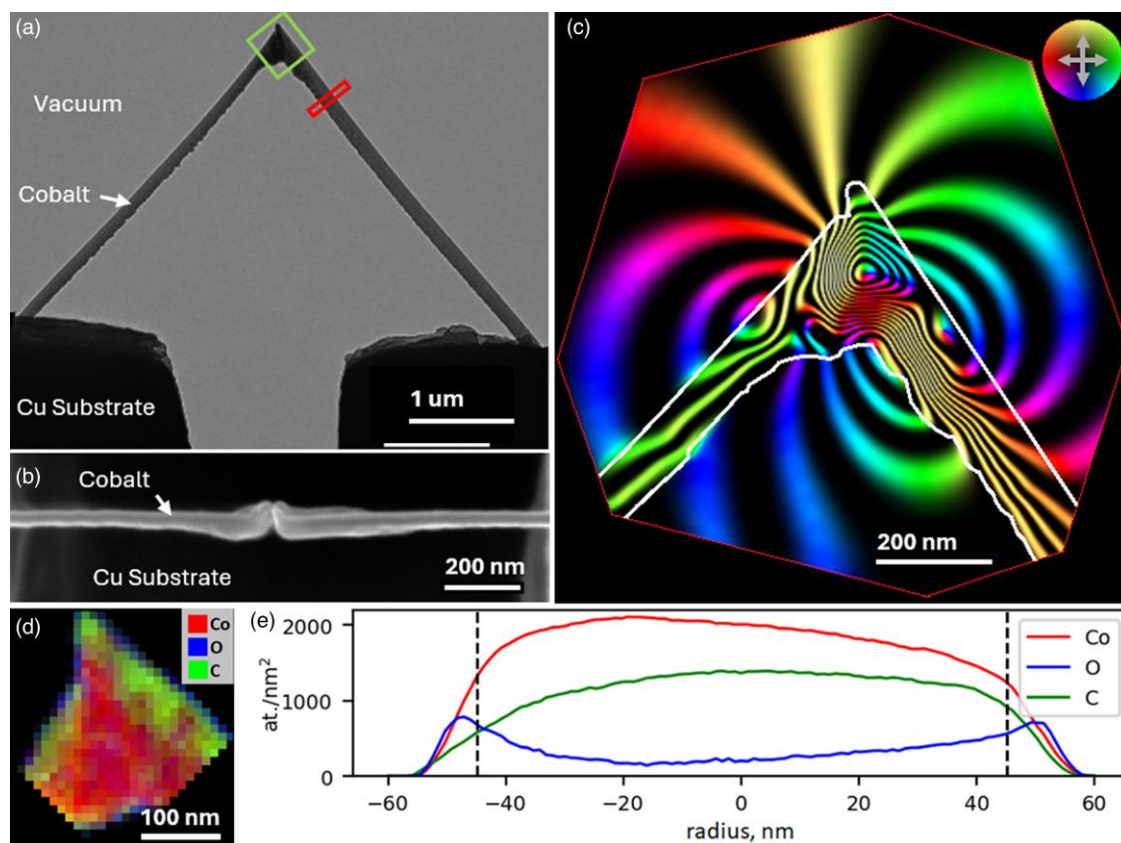 (a)
Vacuum
Cobalt
Cu Substrate
1 um
(b)
Cobalt
Cu Substrate
200 nm
(c)
200 nm
(d)
Co
O
C
100 nm
(e)
2000
1000
0
at./nm²
Co
O
C
−60 −40 −20 0 20 40 60
radius, nm